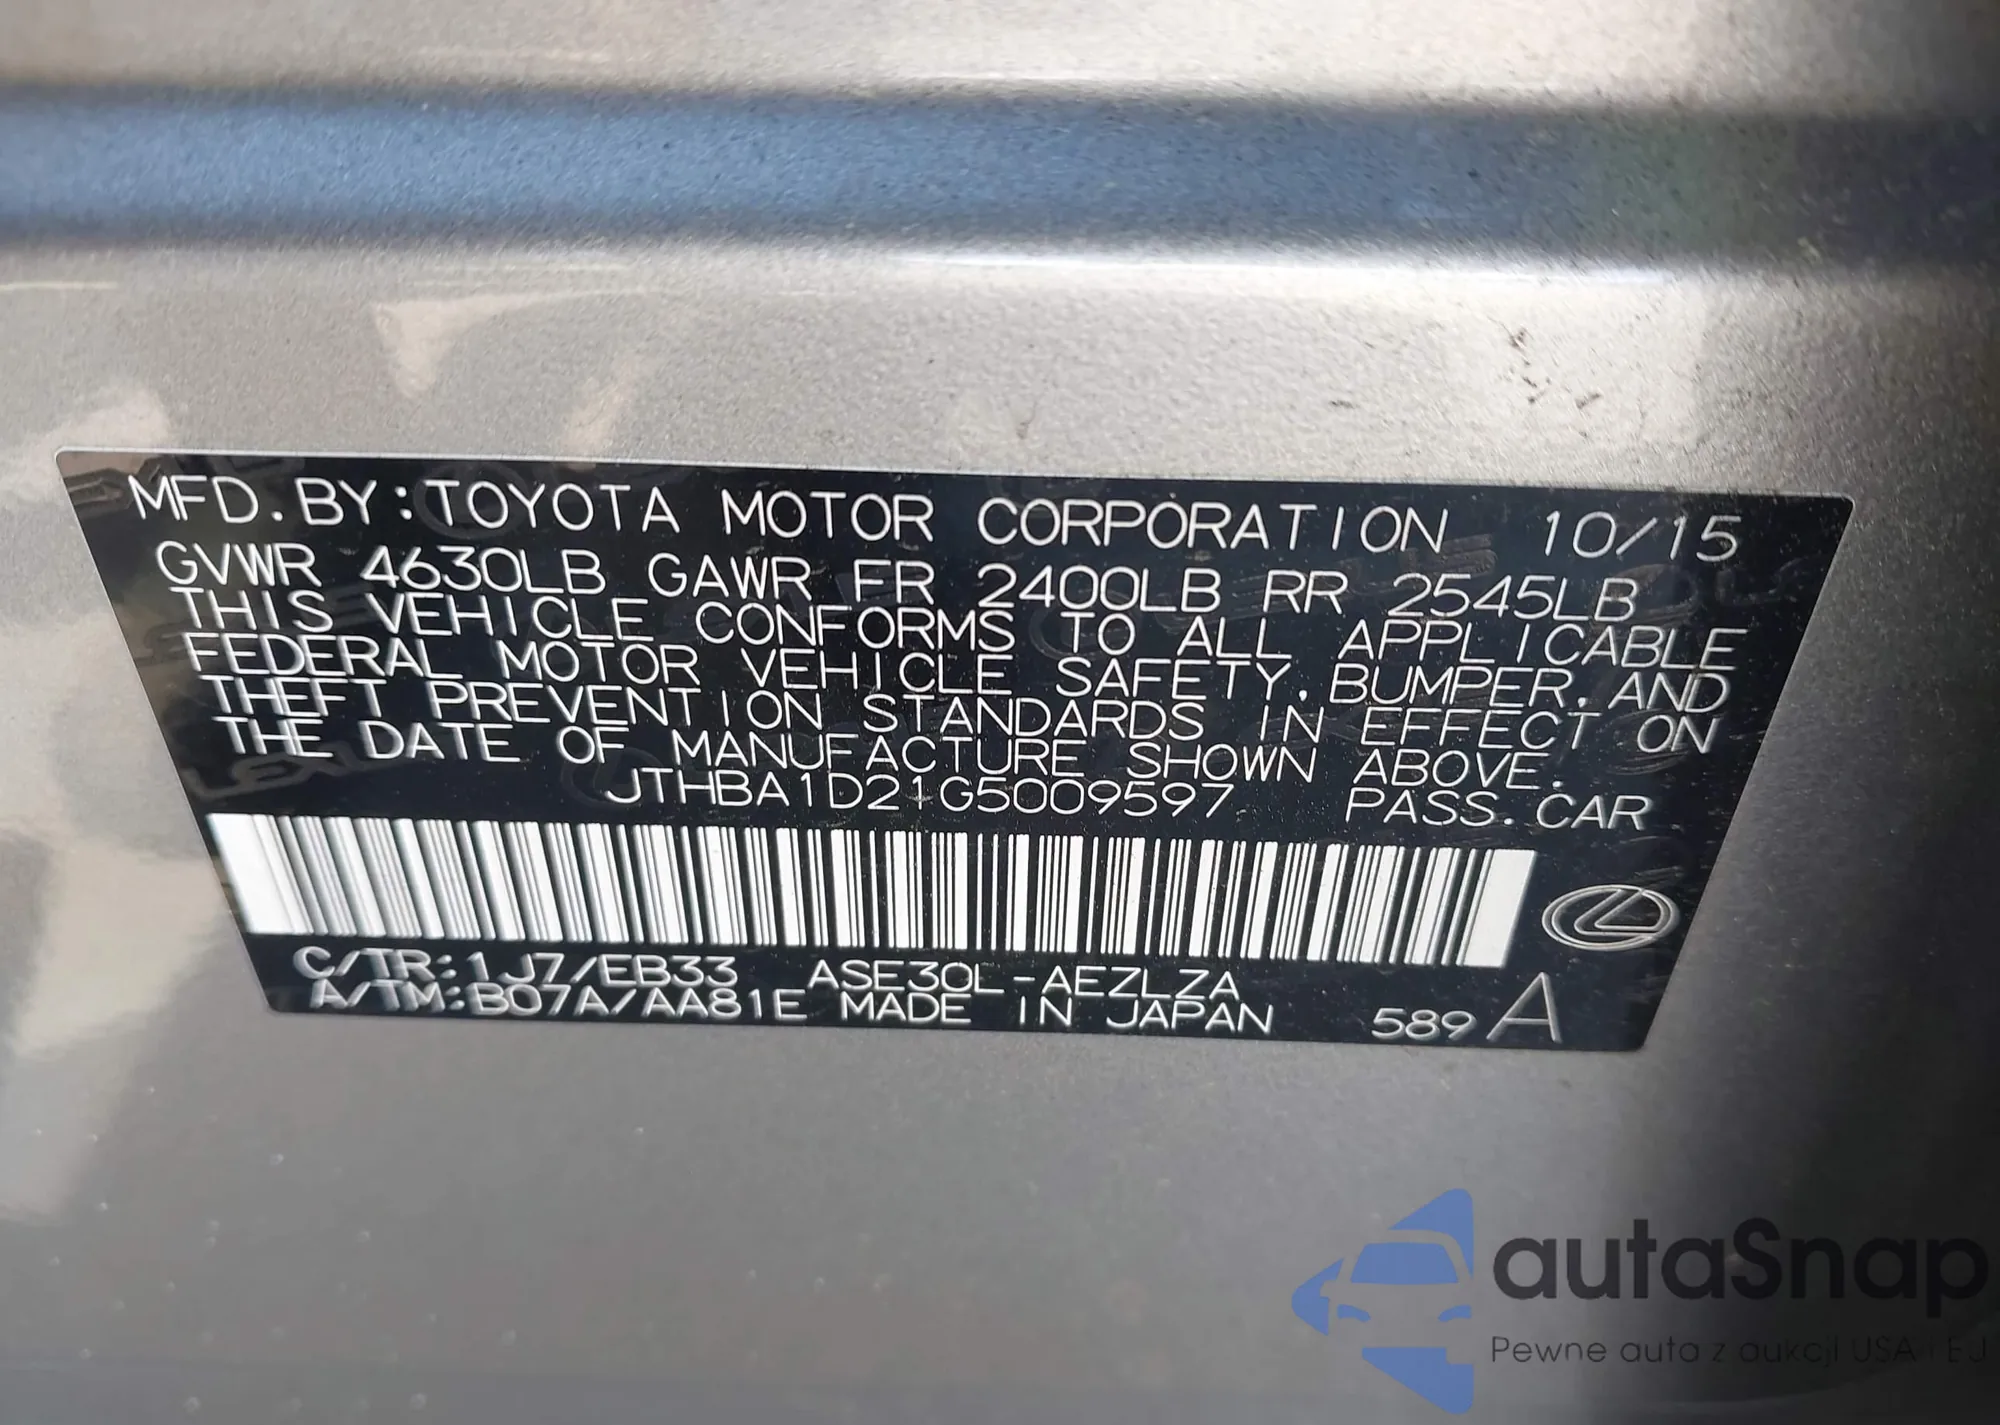 MFD.BY:TOYOTA MOTOR CORPORATION 10/15
GVWR 4630LB GAWR FR 2400LB RR 2545LB
THIS VEHICLE CONFORMS TO ALL APPLICABLE
FEDERAL MOTOR VEHICLE SAFETY,BUMPER,AND
THEFT PREVENTION STANDARDS IN EFFECT ON
THE DATE OF MANUFACTURE SHOWN ABOVE.
JTHBA1D21G5009597 PASS.CAR
C/TR:1J7/EB33 ASE30L-AEZLZA
A/TM:B07A/AA81E MADE IN JAPAN 589 A
autaSnap
Pewne auta z aukcji USA i EU